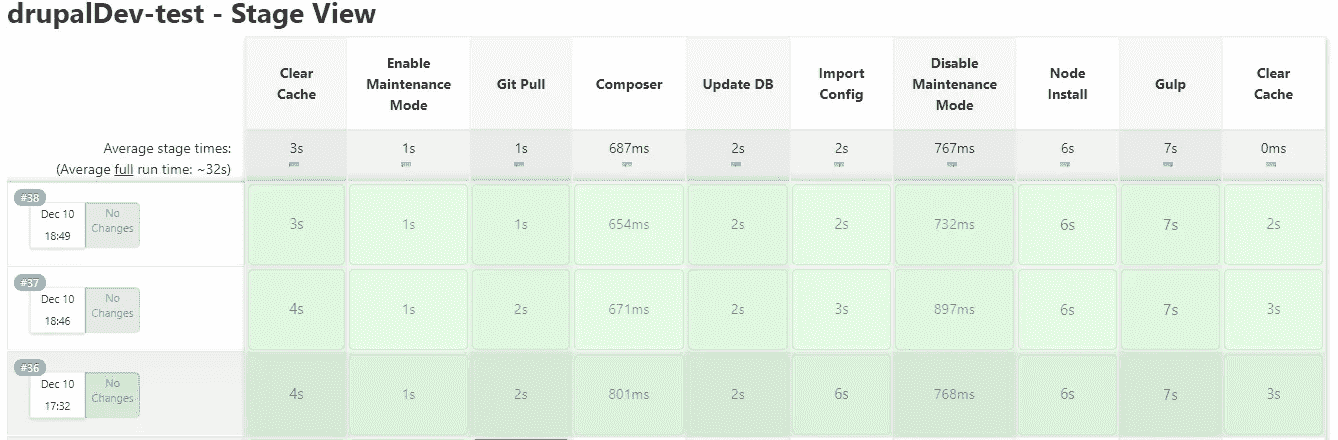 drupalDev-test - Stage View
Clear
Cache
Enable
Maintenance
Mode
Git Pull
Composer
Update DB
Import
Config
Disable
Maintenance
Mode
Node
Install
Gulp
Clear
Cache
Average stage times:
(Average full run time: ~32s)
3s
1s
1s
687ms
2s
2s
767ms
6s
7s
0ms
#38
Dec 10
18:49
No
Changes
3s
1s
1s
654ms
2s
2s
732ms
6s
7s
2s
#37
Dec 10
18:46
No
Changes
4s
1s
2s
671ms
2s
3s
897ms
6s
7s
3s
#36
Dec 10
17:32
No
Changes
4s
1s
2s
801ms
2s
6s
768ms
6s
7s
3s